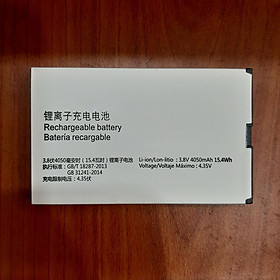 锂离子充电电池
Rechargeable battery
Batería recargable
3.8伏4050毫安时(15.4瓦时)锂离子电池
执行标准:GB/T 18287-2013
GB 31241-2014
充电限制电压:4.35伏
Li-ion/Lon-litio : 3.8V 4050mAh 15.4Wh
Voltage/Voltaje Máximo : 4.35V